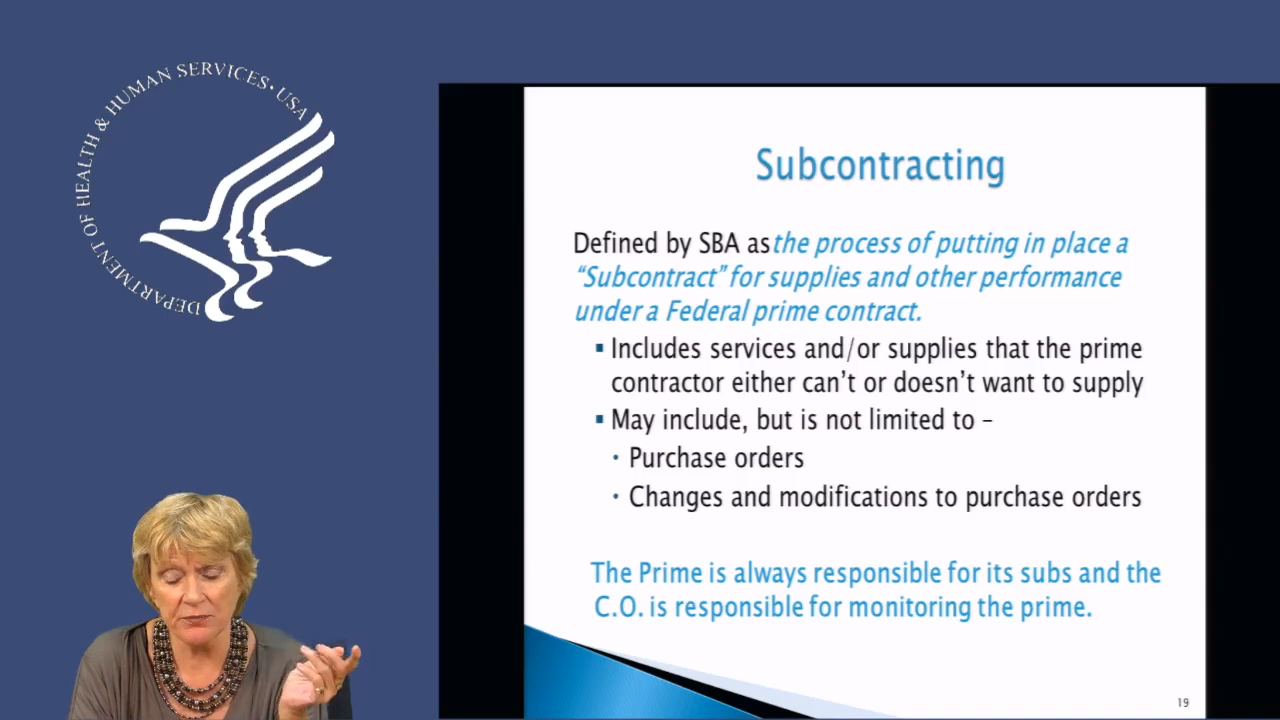 DEPARTMENT OF HEALTH & HUMAN SERVICES • USA
Subcontracting
Defined by SBA as the process of putting in place a
“Subcontract” for supplies and other performance
under a Federal prime contract.
▪ Includes services and/or supplies that the prime
contractor either can’t or doesn’t want to supply
▪ May include, but is not limited to –
• Purchase orders
• Changes and modifications to purchase orders
The Prime is always responsible for its subs and the
C.O. is responsible for monitoring the prime.
19